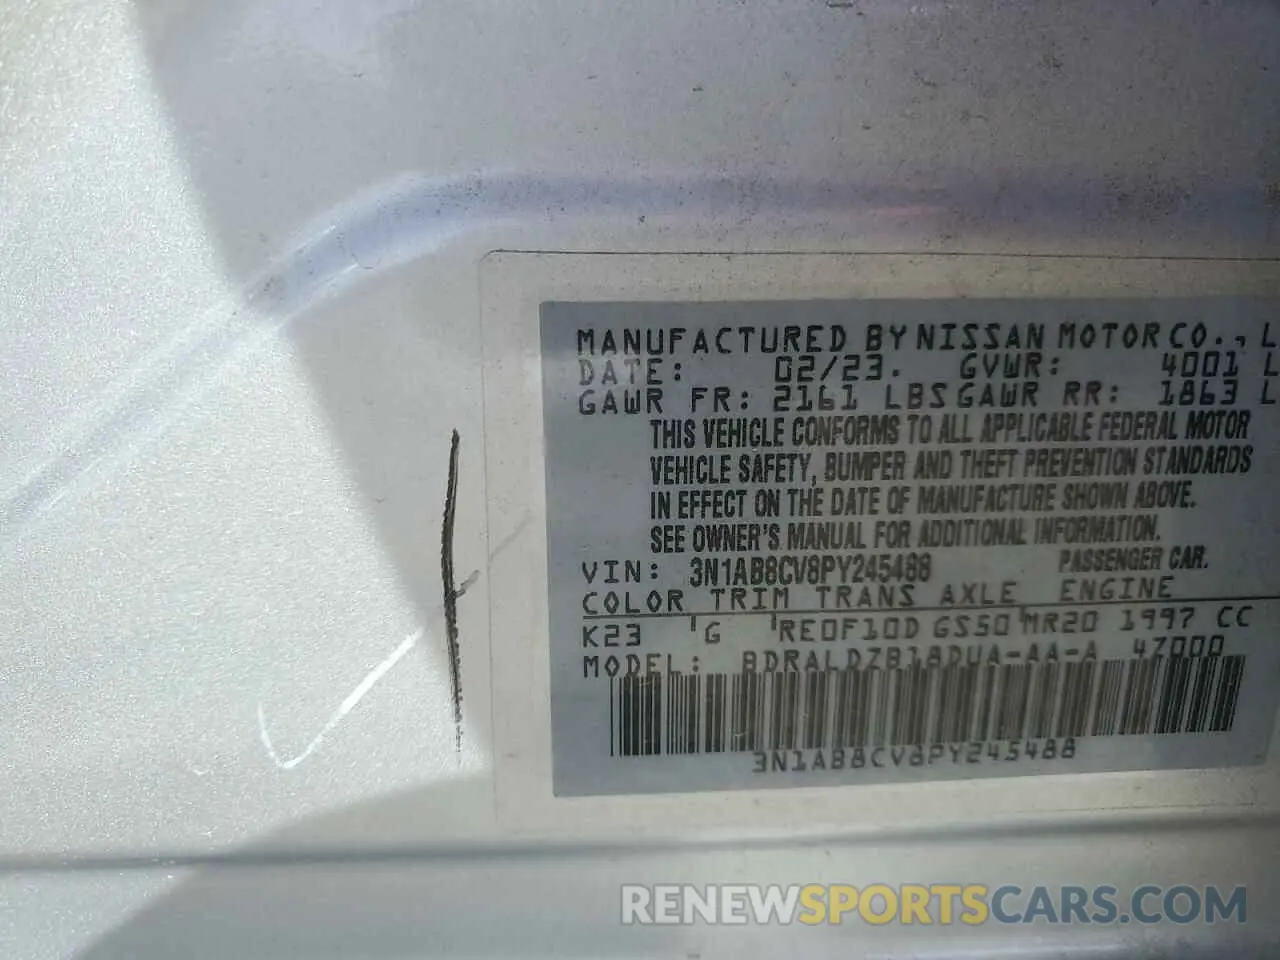 MANUFACTURED BY NISSAN MOTOR CO., L
DATE: 02/23. GVWR: 4001 L
GAWR FR: 2161 LBS GAWR RR: 1863 L
THIS VEHICLE CONFORMS TO ALL APPLICABLE FEDERAL MOTOR
VEHICLE SAFETY, BUMPER AND THEFT PREVENTION STANDARDS
IN EFFECT ON THE DATE OF MANUFACTURE SHOWN ABOVE.
SEE OWNER'S MANUAL FOR ADDITIONAL INFORMATION.
VIN: 3N1AB8CV8PY245488 PASSENGER CAR.
COLOR TRIM TRANS AXLE ENGINE
K23 G RE0F10D GS50 MR20 1997 CC
MODEL: BDRALDZB18DUA-AA-A 47000
3N1AB8CV8PY245488
RENEWSPORTSCARS.COM